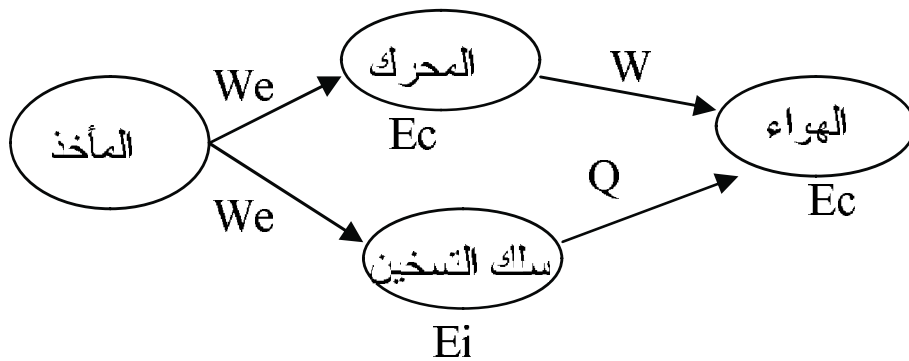 المأخذ
We
المحرك
Ec
W
الهواء
Ec
We
سلك التسخين
Ei
Q